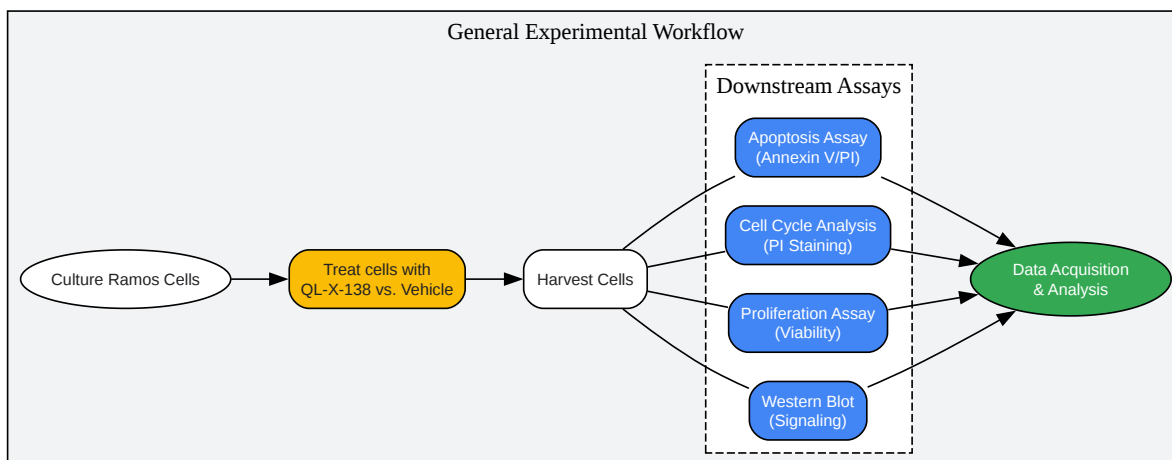 General Experimental Workflow
Downstream Assays
Culture Ramos Cells
Treat cells with
QL-X-138 vs. Vehicle
Harvest Cells
Apoptosis Assay
(Annexin V/PI)
Cell Cycle Analysis
(PI Staining)
Proliferation Assay
(Viability)
Western Blot
(Signaling)
Data Acquisition
& Analysis